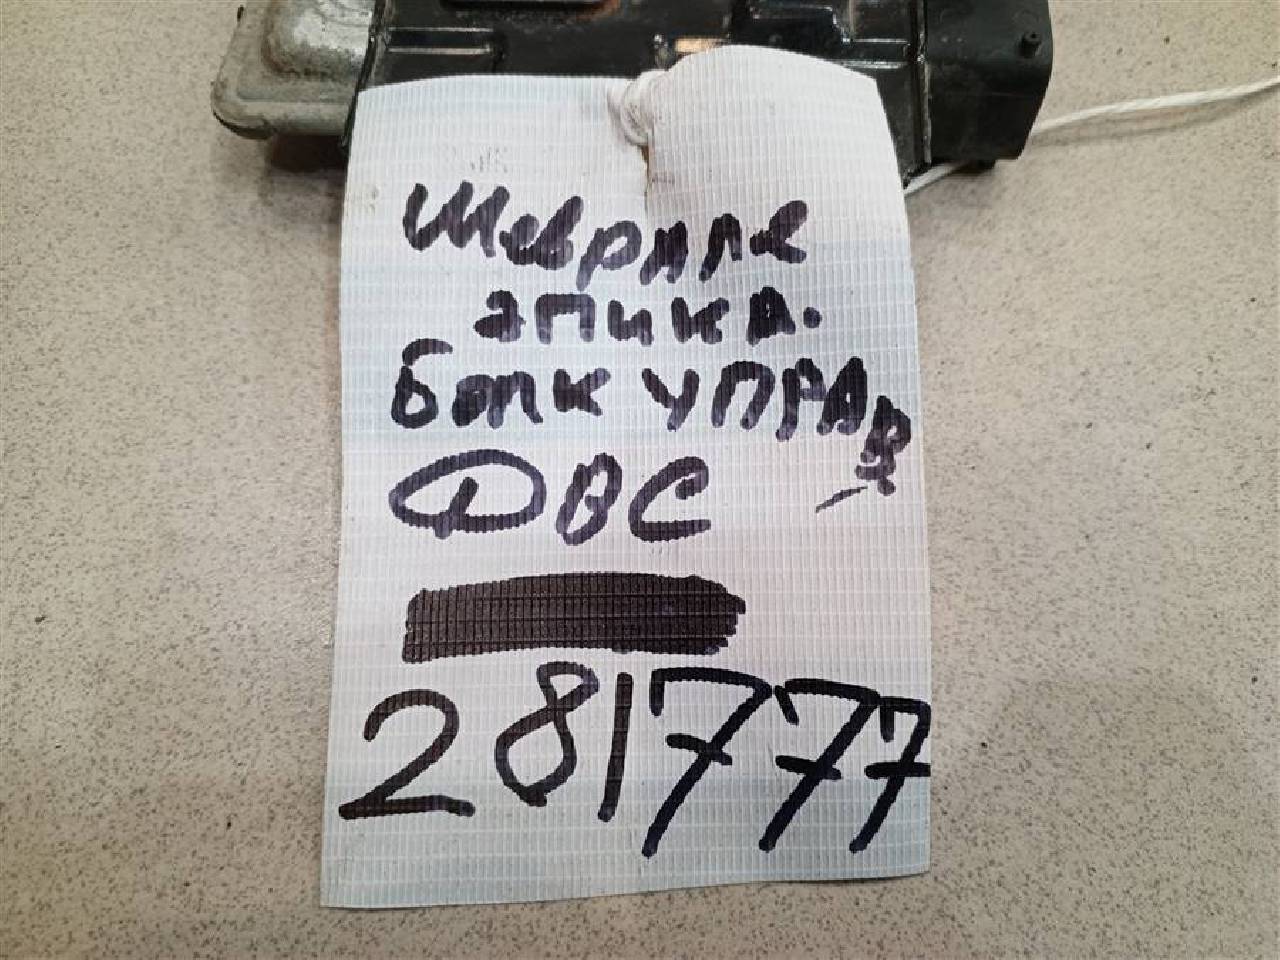 Шевроле
эпика.
блок управ
ДВС
281777